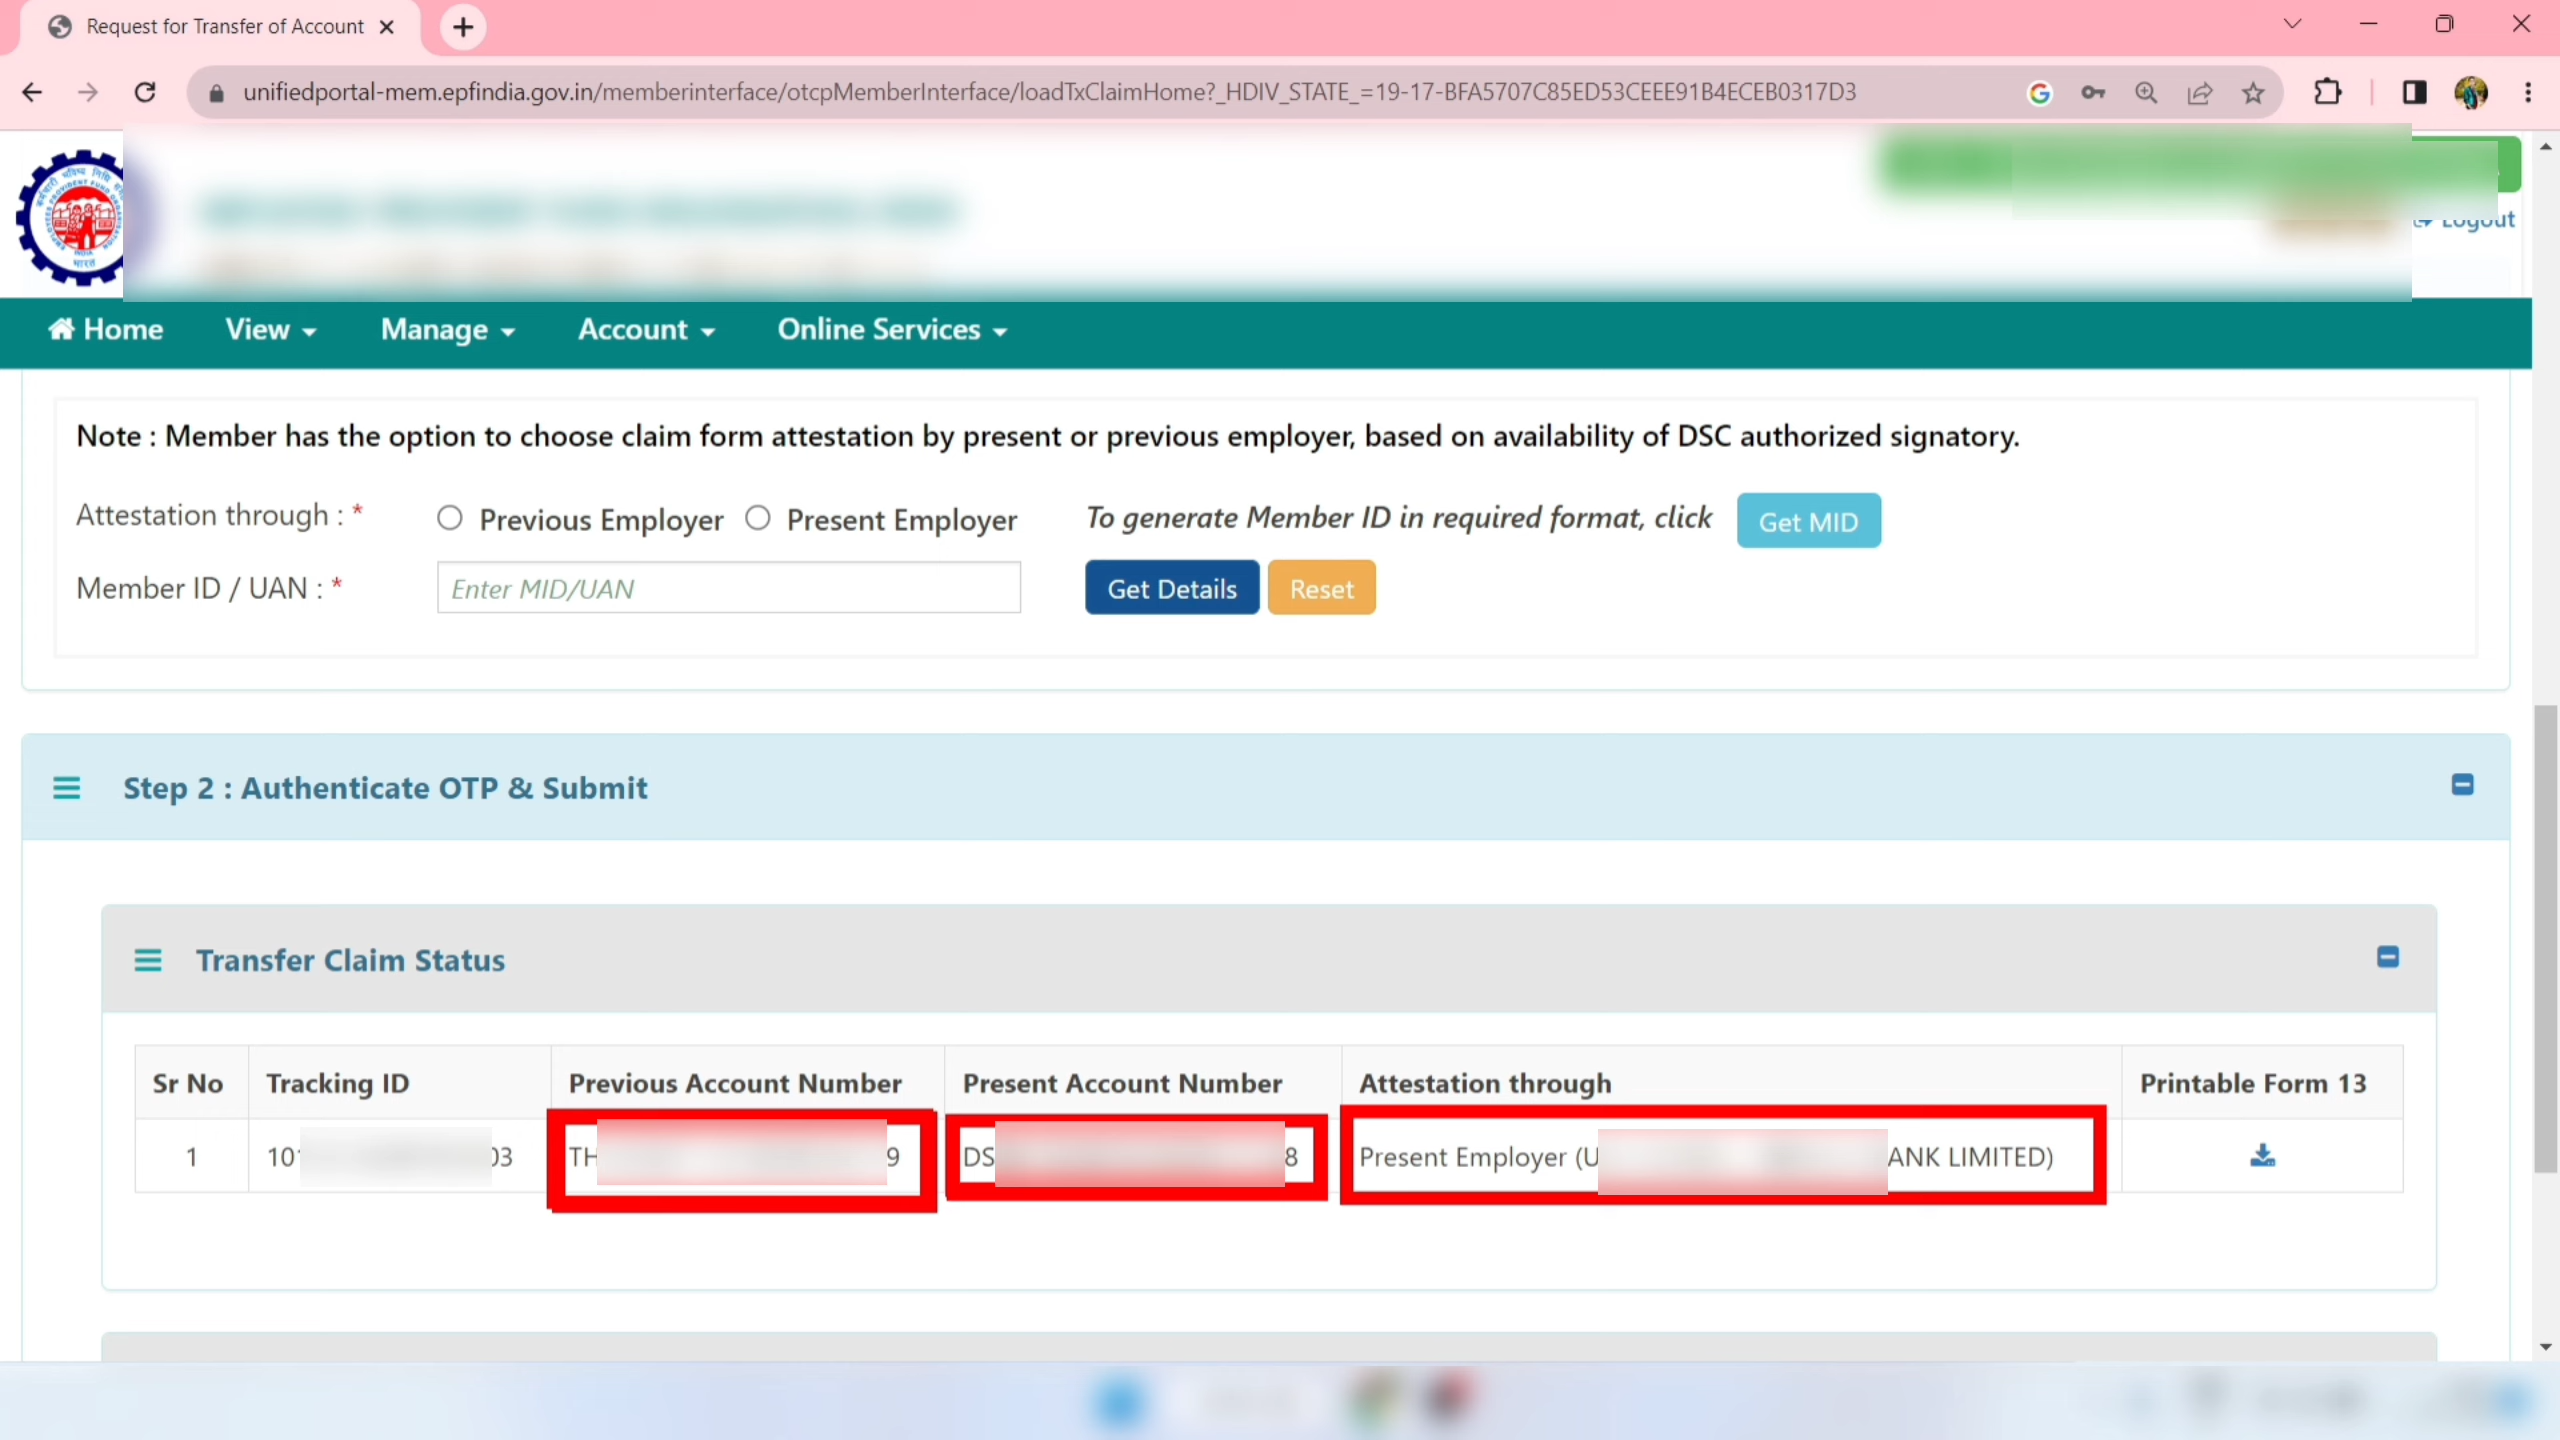 Request for Transfer of Account
unifiedportal-mem.epfindia.gov.in/memberinterface/otcpMemberInterface/loadTxClaimHome?_HDIV_STATE_=19-17-BFA5707C85ED53CEEE91B4ECEB0317D3
Logout
Home View Manage Account Online Services
Note : Member has the option to choose claim form attestation by present or previous employer, based on availability of DSC authorized signatory.
Attestation through : * Previous Employer Present Employer To generate Member ID in required format, click Get MID
Member ID / UAN : * Enter MID/UAN Get Details Reset
Step 2 : Authenticate OTP & Submit
Transfer Claim Status
Sr No Tracking ID Previous Account Number Present Account Number Attestation through Printable Form 13
1 10 03 TH 9 DS 8 Present Employer (U ANK LIMITED)